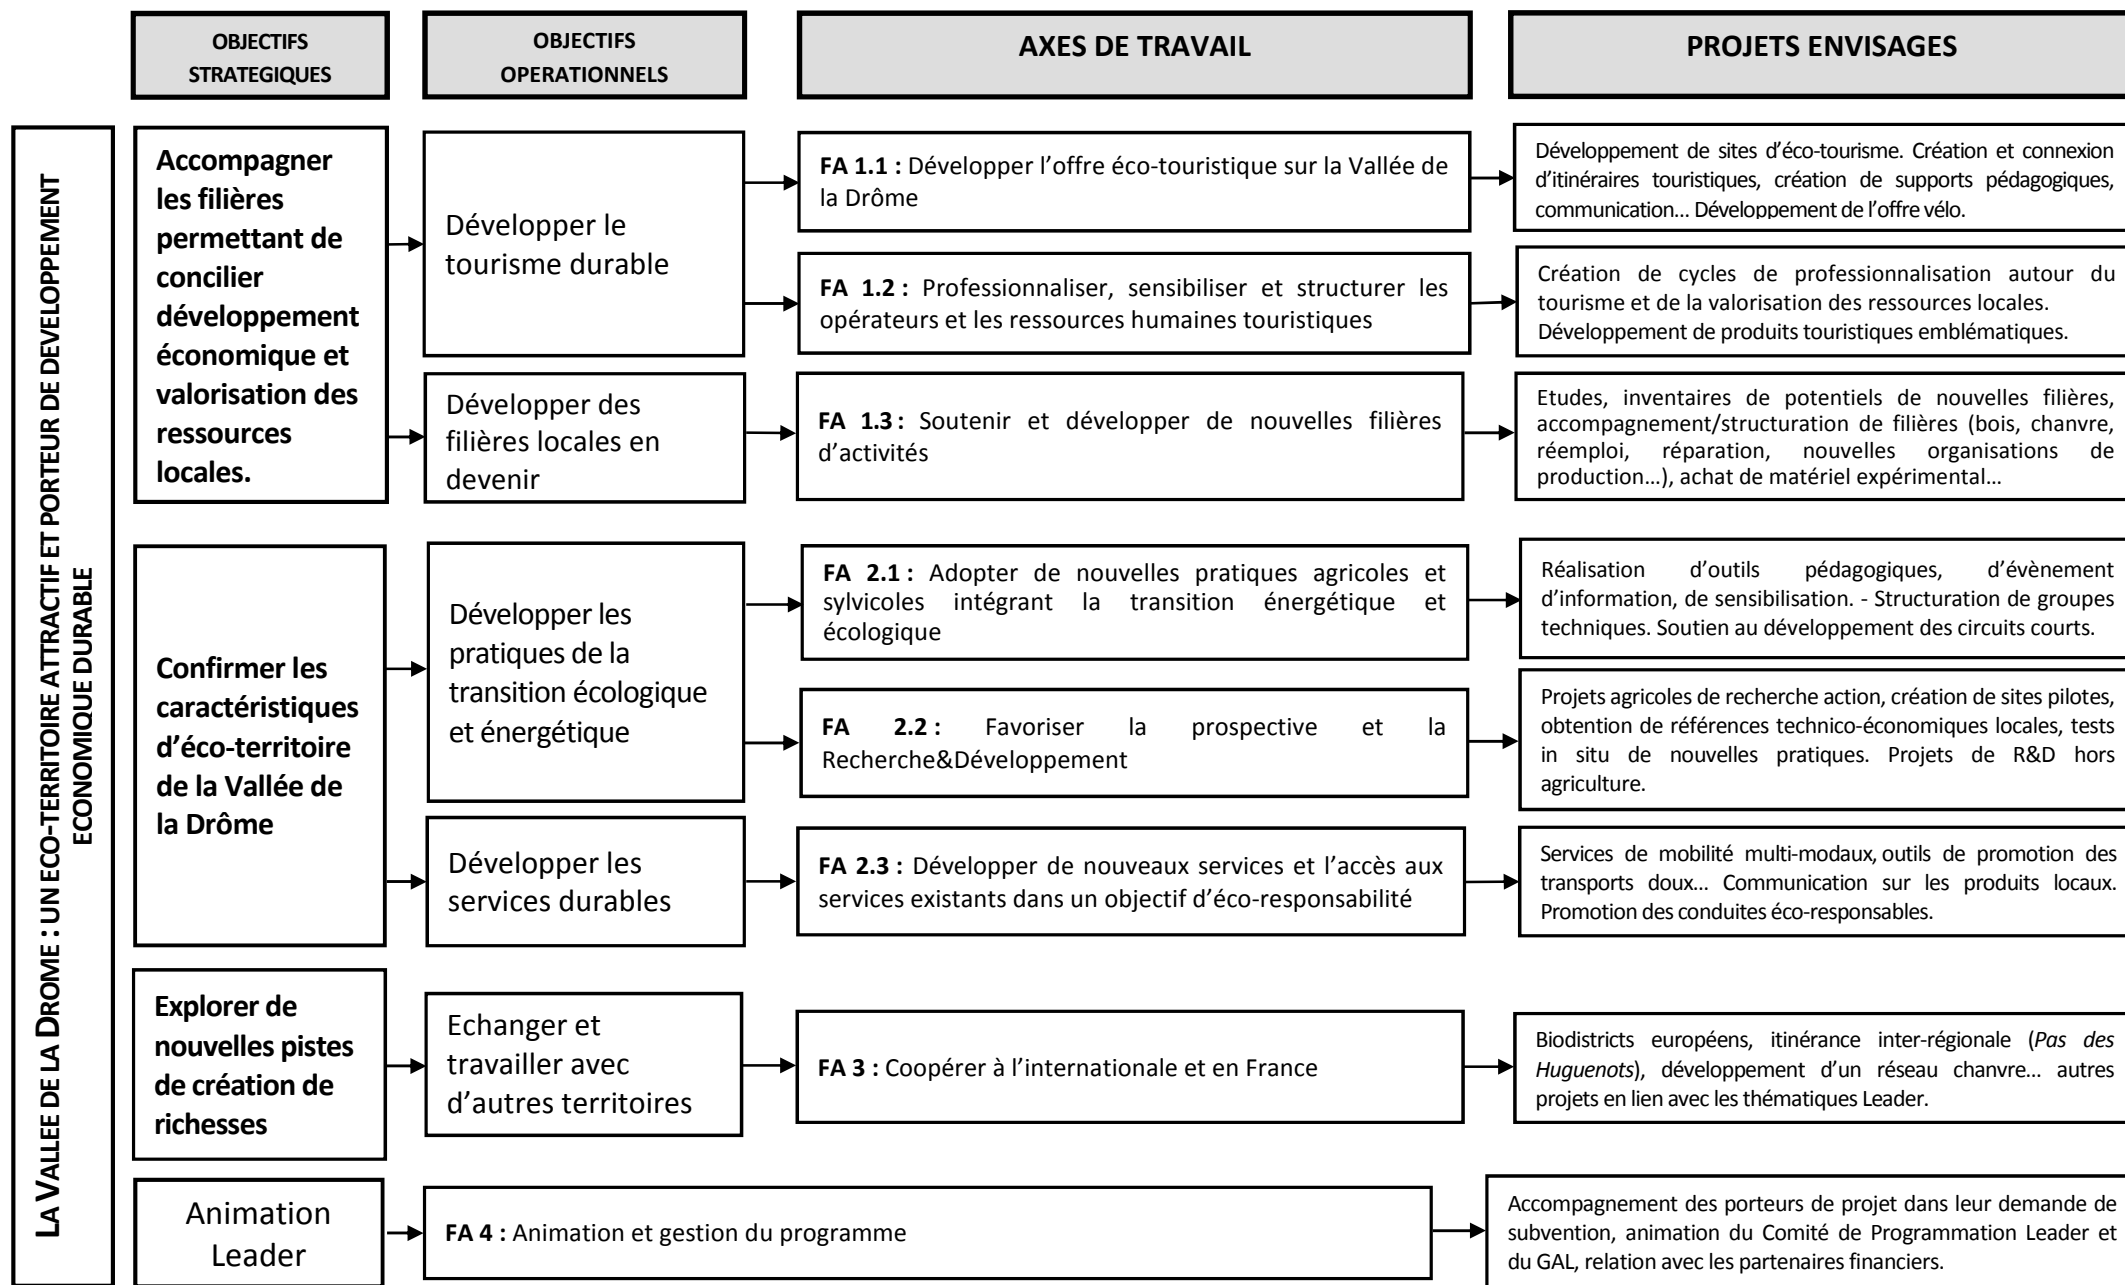 OBJECTIFS
STRATEGIQUES
OBJECTIFS
OPERATIONNELS
AXES DE TRAVAIL
PROJETS ENVISAGES
LA VALLEE DE LA DROME : UN ECO-TERRITOIRE ATTRACTIF ET PORTEUR DE DEVELOPPEMENT
ECONOMIQUE DURABLE
Accompagner
les filières
permettant de
concilier
développement
économique et
valorisation des
ressources
locales.
Développer le
tourisme durable
FA 1.1 : Développer l’offre éco-touristique sur la Vallée de
la Drôme
Développement de sites d’éco-tourisme. Création et connexion
d’itinéraires touristiques, création de supports pédagogiques,
communication… Développement de l’offre vélo.
FA 1.2 : Professionnaliser, sensibiliser et structurer les
opérateurs et les ressources humaines touristiques
Création de cycles de professionnalisation autour du
tourisme et de la valorisation des ressources locales.
Développement de produits touristiques emblématiques.
Développer des
filières locales en
devenir
FA 1.3 : Soutenir et développer de nouvelles filières
d’activités
Etudes, inventaires de potentiels de nouvelles filières,
accompagnement/structuration de filières (bois, chanvre,
réemploi, réparation, nouvelles organisations de
production…), achat de matériel expérimental…
Confirmer les
caractéristiques
d’éco-territoire
de la Vallée de
la Drôme
Développer les
pratiques de la
transition écologique
et énergétique
FA 2.1 : Adopter de nouvelles pratiques agricoles et
sylvicoles intégrant la transition énergétique et
écologique
Réalisation d’outils pédagogiques, d’évènement
d’information, de sensibilisation. - Structuration de groupes
techniques. Soutien au développement des circuits courts.
FA 2.2 : Favoriser la prospective et la
Recherche&Développement
Projets agricoles de recherche action, création de sites pilotes,
obtention de références technico-économiques locales, tests
in situ de nouvelles pratiques. Projets de R&D hors
agriculture.
Développer les
services durables
FA 2.3 : Développer de nouveaux services et l’accès aux
services existants dans un objectif d’éco-responsabilité
Services de mobilité multi-modaux, outils de promotion des
transports doux… Communication sur les produits locaux.
Promotion des conduites éco-responsables.
Explorer de
nouvelles pistes
de création de
richesses
Echanger et
travailler avec
d’autres territoires
FA 3 : Coopérer à l’internationale et en France
Biodistricts européens, itinérance inter-régionale (Pas des
Huguenots), développement d’un réseau chanvre… autres
projets en lien avec les thématiques Leader.
Animation
Leader
FA 4 : Animation et gestion du programme
Accompagnement des porteurs de projet dans leur demande de
subvention, animation du Comité de Programmation Leader et
du GAL, relation avec les partenaires financiers.